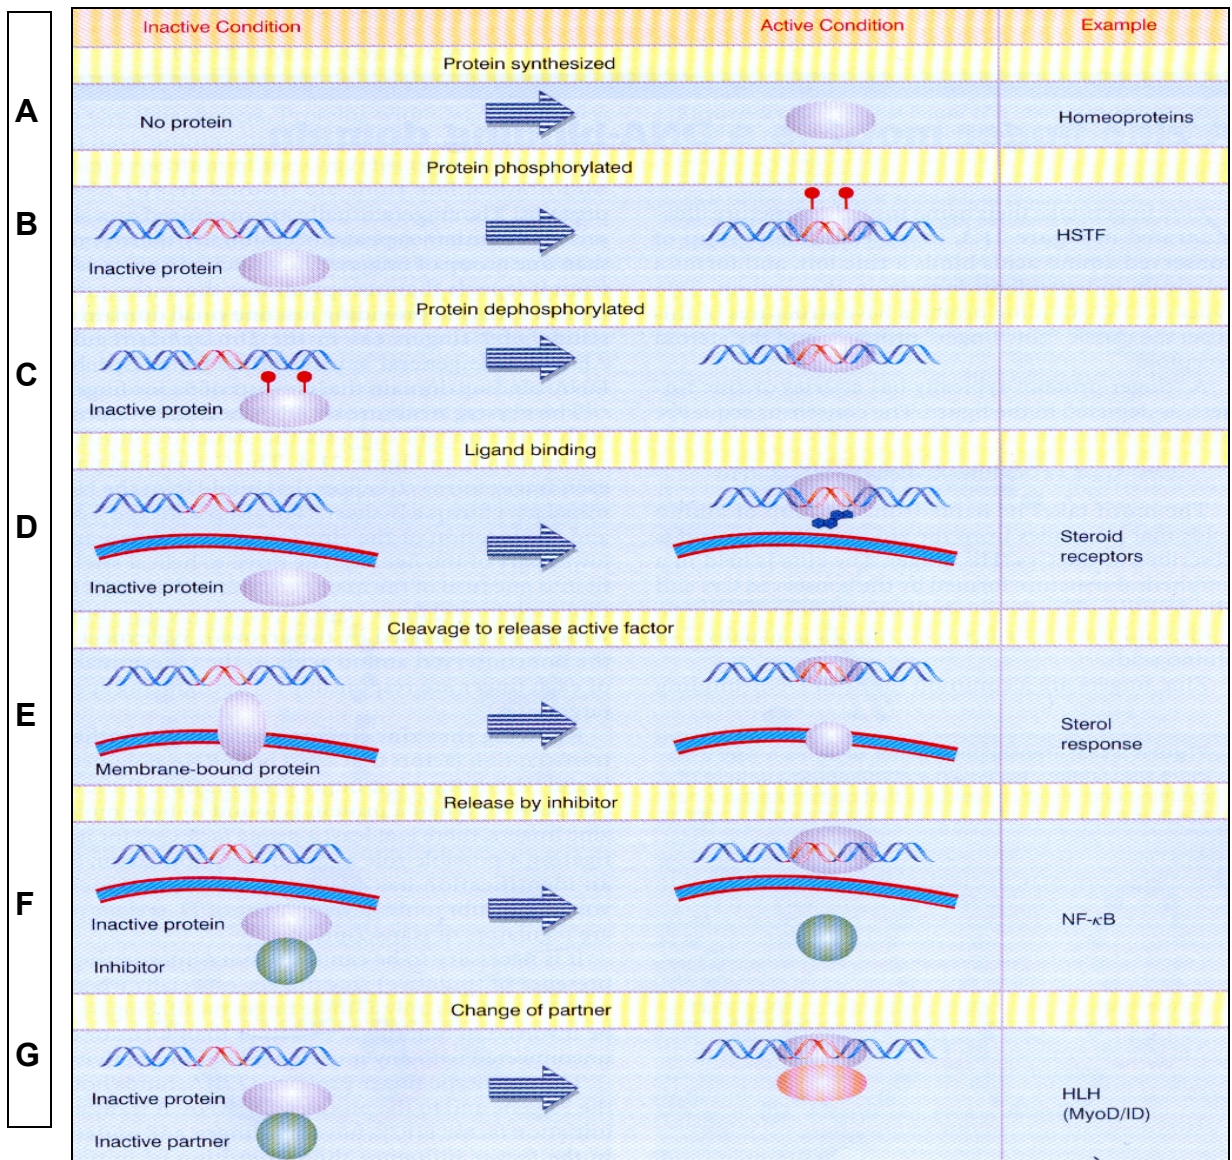 Inactive Condition Active Condition Example
Protein synthesized
A
No protein
Homeoproteins
Protein phosphorylated
B
HSTF
Inactive protein
Protein dephosphorylated
C
Inactive protein
Ligand binding
D
Steroid
receptors
Inactive protein
Cleavage to release active factor
E
Sterol
response
Membrane-bound protein
Release by inhibitor
F
Inactive protein
NF-κB
Inhibitor
Change of partner
G
Inactive protein
HLH
(MyoD/ID)
Inactive partner